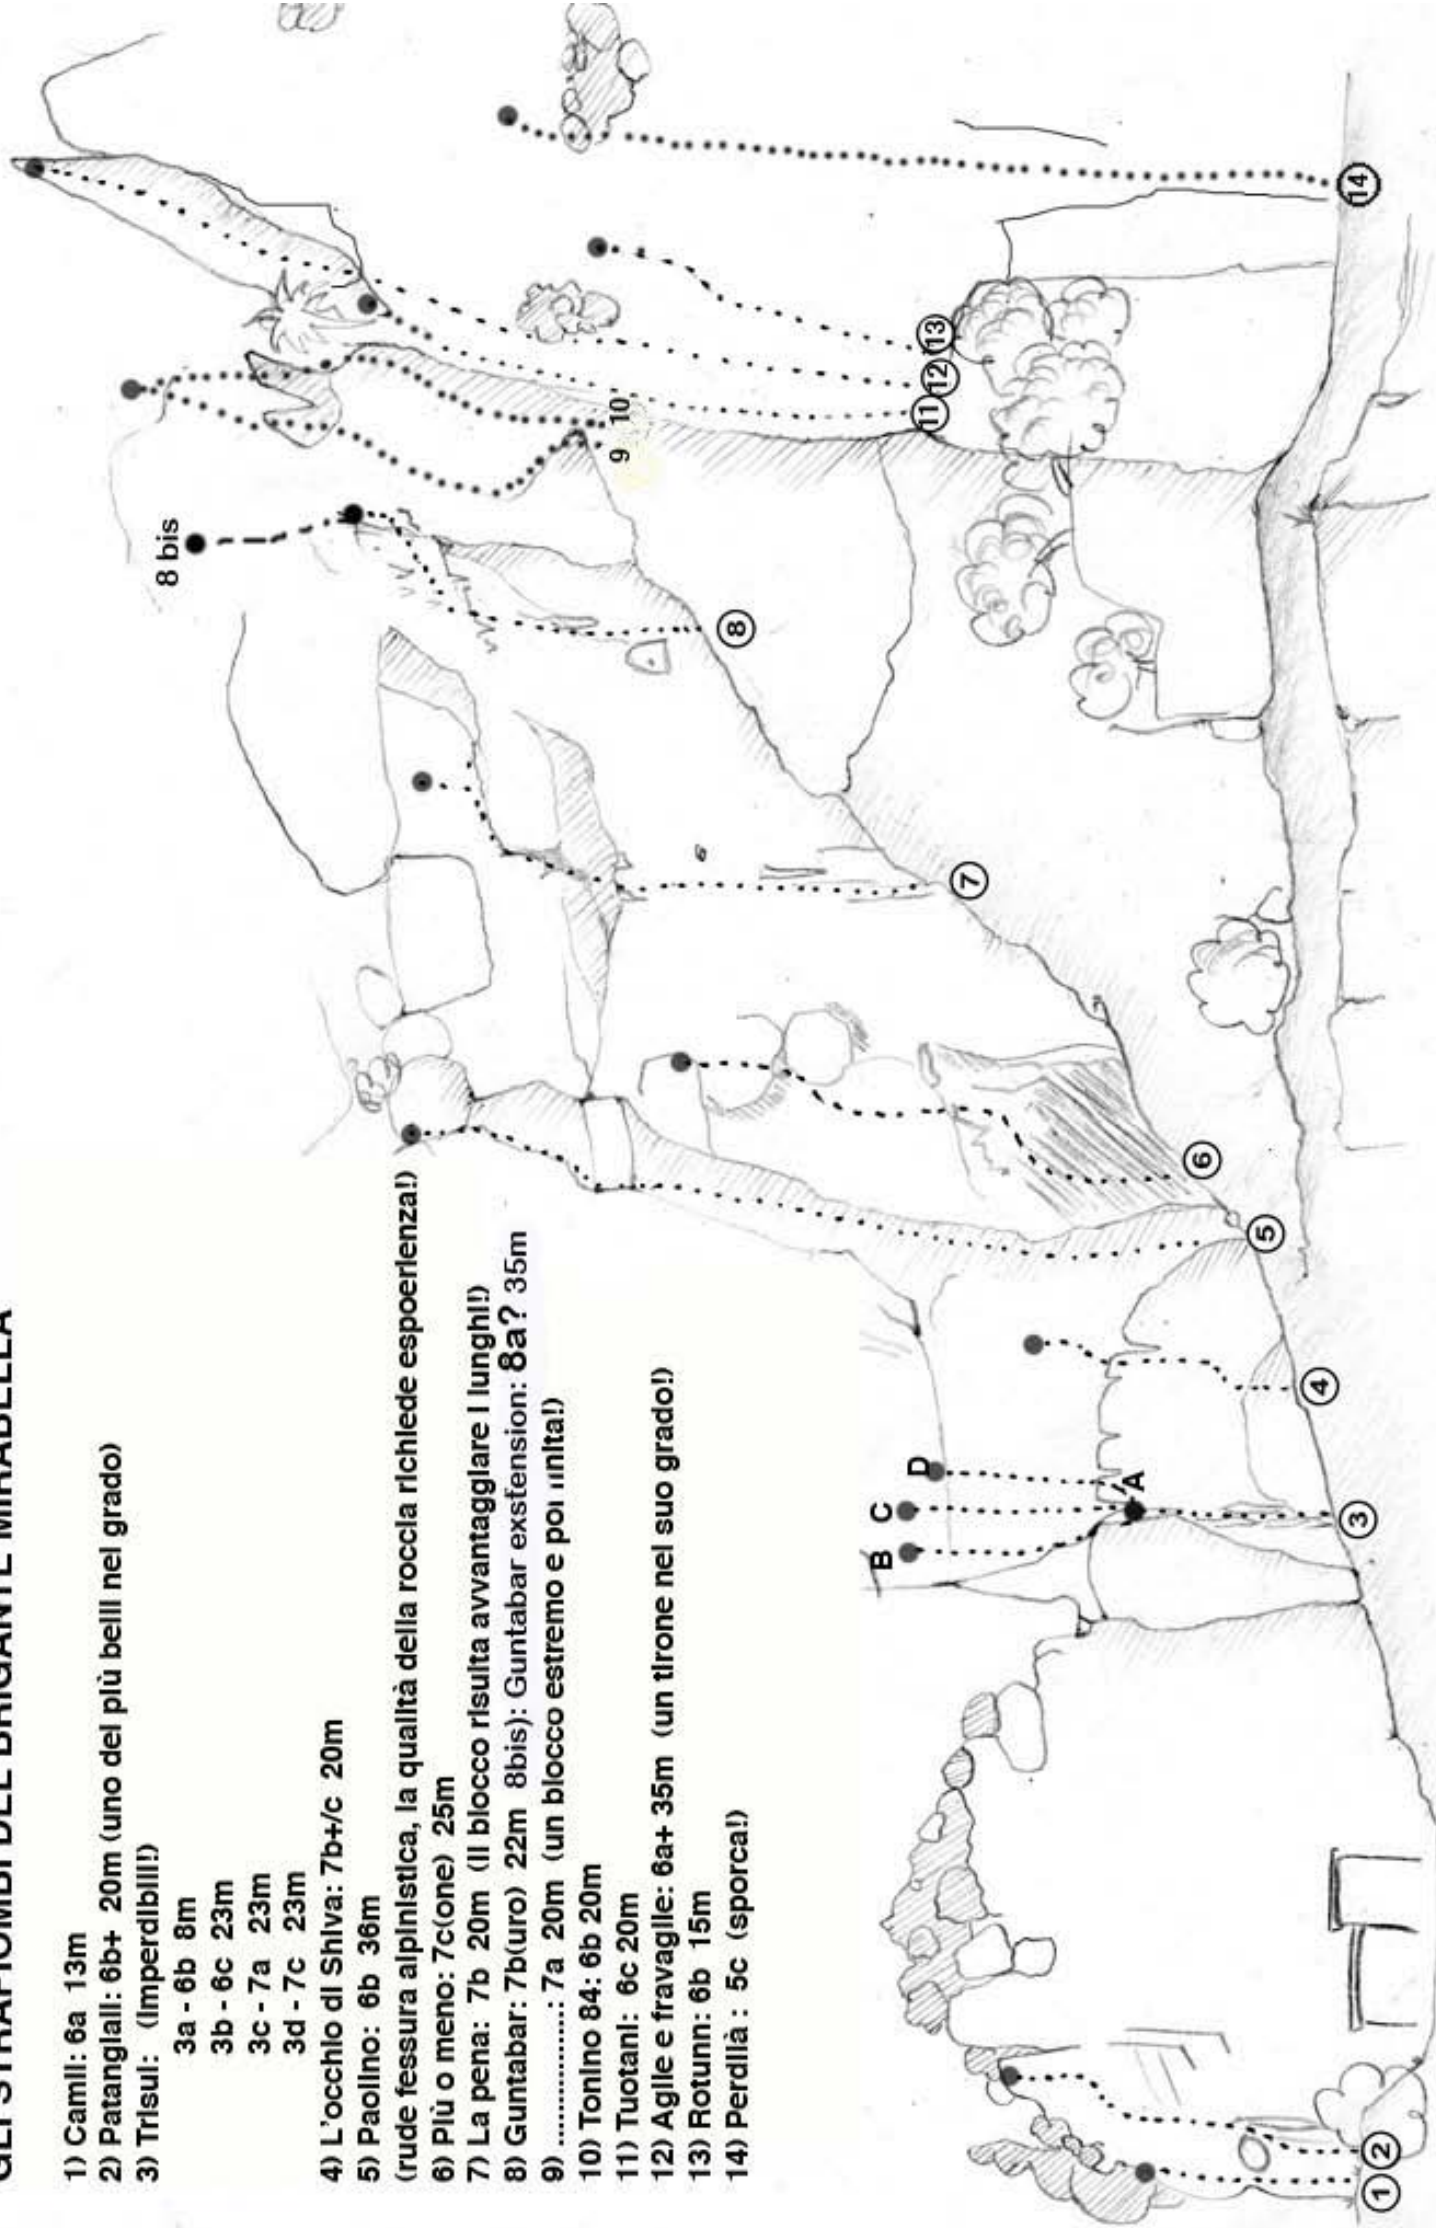 GLI STRAPIOMBI DEL BRIGANTE MIRABELLA
1) Camili: 6a 13m
2) Patangiali: 6b+ 20m (uno dei più belli nel grado)
3) Trisul: (Imperdibili!)
3a - 6b 8m
3b - 6c 23m
3c - 7a 23m
3d - 7c 23m
4) L'occhio di Shiva: 7b+/c 20m
5) Paolino: 6b 36m
(rude fessura alpinistica, la qualità della roccia richiede espoerienza!)
6) Più o meno: 7c(one) 25m
7) La pena: 7b 20m (Il blocco risulta avvantaggiare i lunghi!)
8) Guntabar: 7b(uro) 22m 8bis): Guntabar exstension: 8a? 35m
9) ................: 7a 20m (un blocco estremo e poi
10) Tonino 84: 6b 20m
11) Tuotani: 6c 20m
12) Aglie e fravaglie: 6a+ 35m (un tirone nel suo grado!)
13) Rotunn: 6b 15m
14) Perdilà : 5c (sporca!)
8 bis
B
C
D
A
1
2
3
4
5
6
7
8
9
10
11
12
13
14